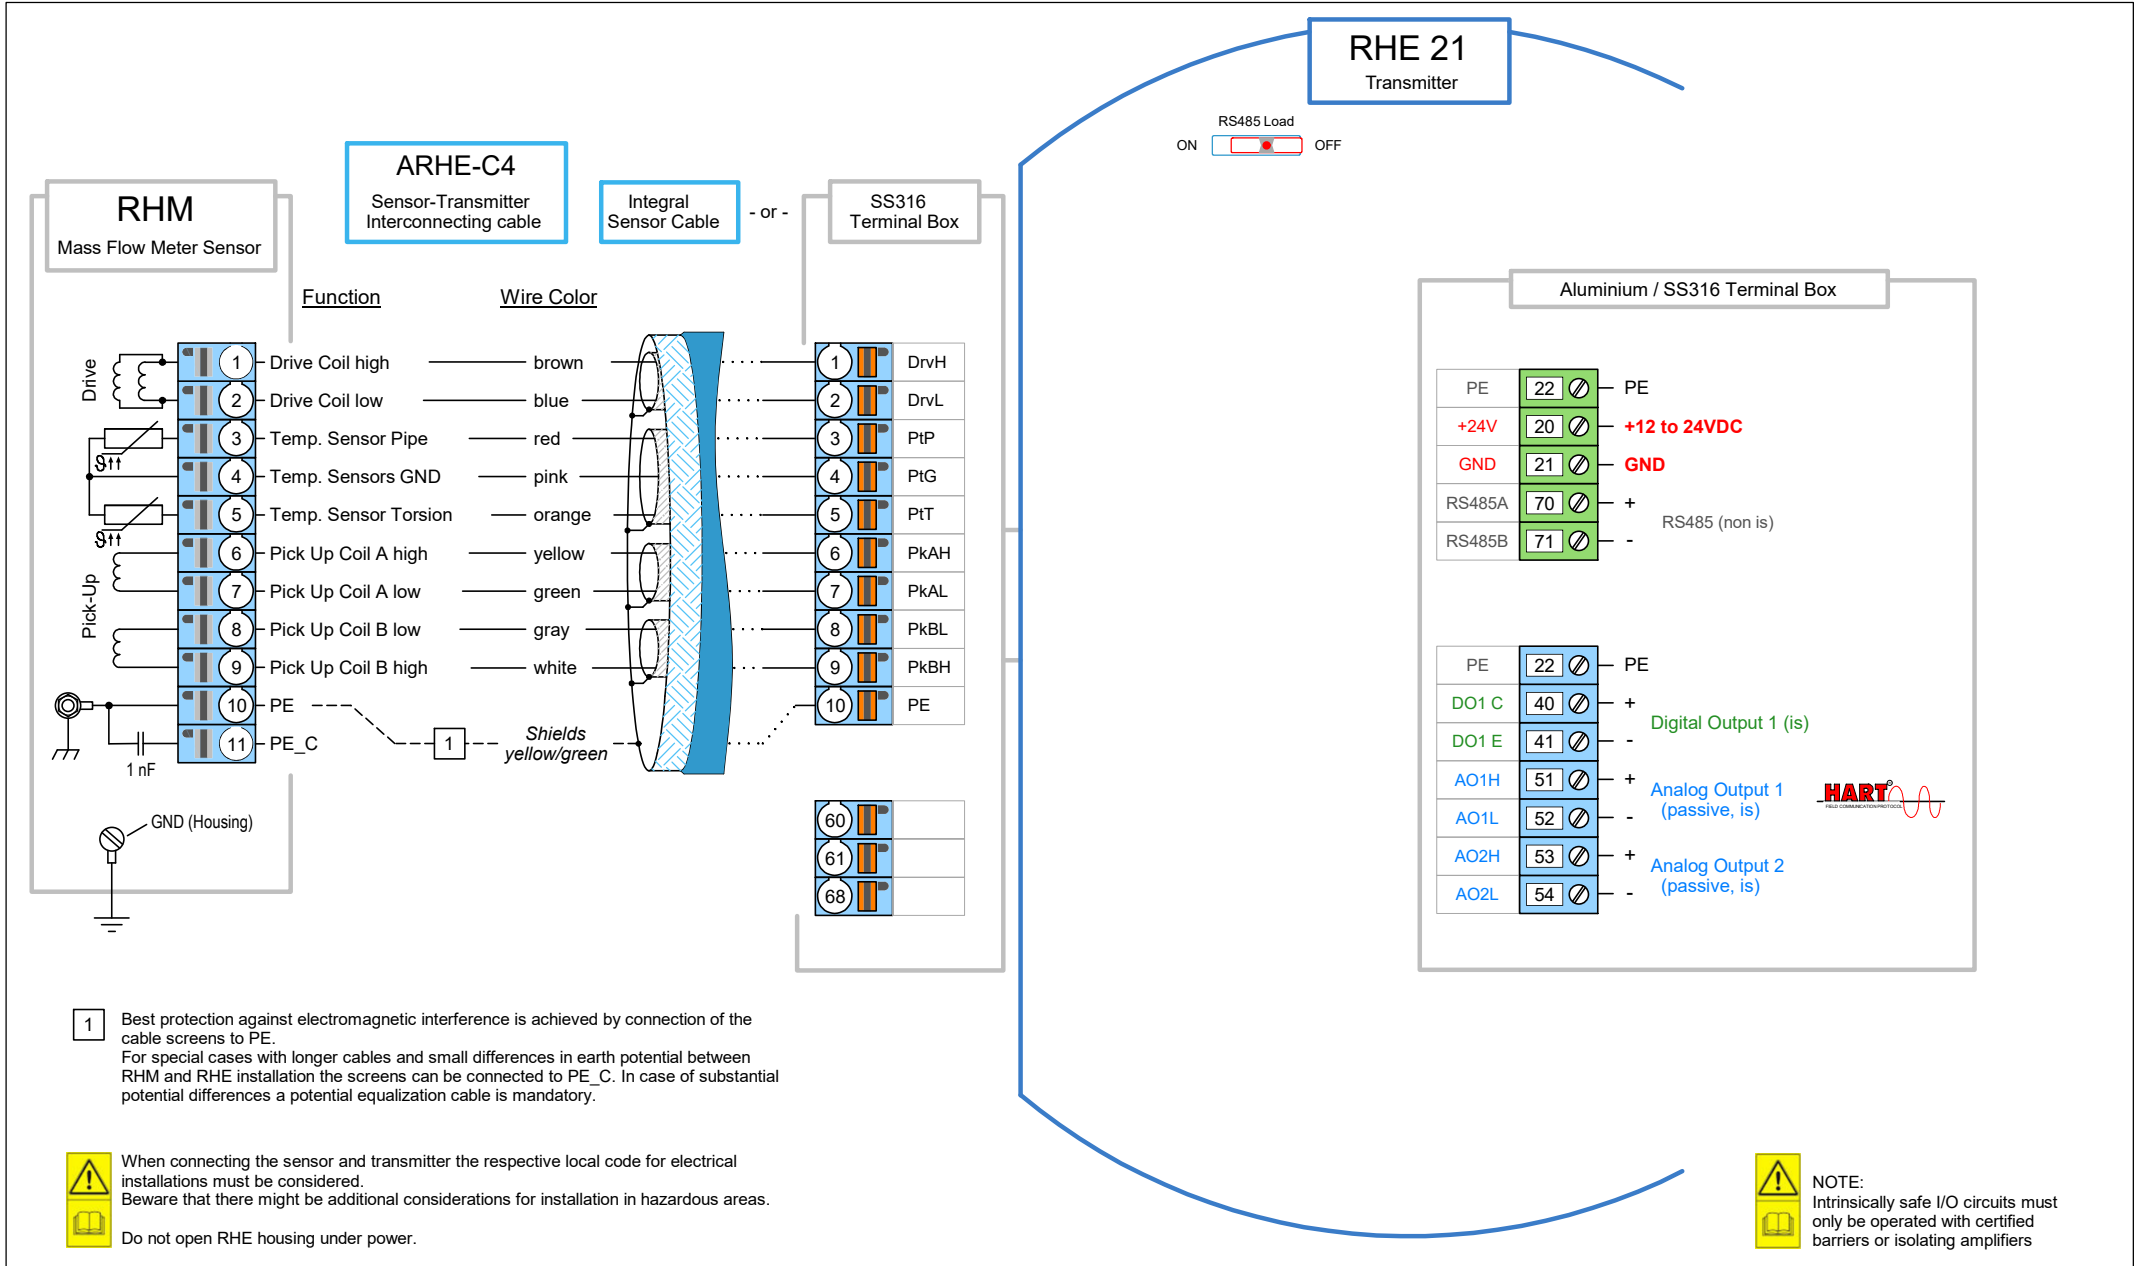 RHE 21
Transmitter
RS485 Load
ON
OFF
RHM
Mass Flow Meter Sensor
ARHE-C4
Sensor-Transmitter
Interconnecting cable
Integral
Sensor Cable
- or -
SS316
Terminal Box
Function
Wire Color
Drive
Pick-Up
1 Drive Coil high brown 1 DrvH
2 Drive Coil low blue 2 DrvL
3 Temp. Sensor Pipe red 3 PtP
4 Temp. Sensors GND pink 4 PtG
5 Temp. Sensor Torsion orange 5 PtT
6 Pick Up Coil A high yellow 6 PkAH
7 Pick Up Coil A low green 7 PkAL
8 Pick Up Coil B low gray 8 PkBL
9 Pick Up Coil B high white 9 PkBH
10 PE 10 PE
11 PE_C
1
Shields
yellow/green
ϑ↑↑
ϑ↑↑
1 nF
GND (Housing)
60
61
68
Aluminium / SS316 Terminal Box
PE 22 PE
+24V 20 +12 to 24VDC
GND 21 GND
RS485A 70 +
RS485 (non is)
RS485B 71 -
PE 22 PE
DO1 C 40 +
Digital Output 1 (is)
DO1 E 41 -
AO1H 51 +
Analog Output 1
(passive, is)
AO1L 52 -
AO2H 53 +
Analog Output 2
(passive, is)
AO2L 54 -
HART
FIELD COMMUNICATION PROTOCOL
1
Best protection against electromagnetic interference is achieved by connection of the
cable screens to PE.
For special cases with longer cables and small differences in earth potential between
RHM and RHE installation the screens can be connected to PE_C. In case of substantial
potential differences a potential equalization cable is mandatory.
When connecting the sensor and transmitter the respective local code for electrical
installations must be considered.
Beware that there might be additional considerations for installation in hazardous areas.
Do not open RHE housing under power.
NOTE:
Intrinsically safe I/O circuits must
only be operated with certified
barriers or isolating amplifiers